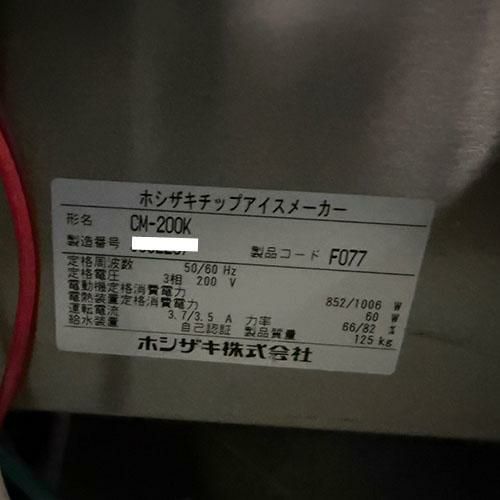 ホシザキチップアイスメーカー
形名 CM-200K
製造番号 製品コード F077
定格周波数 50/60 Hz
定格電圧 3相 200 V
電動機定格消費電力 852/1006 W
電熱装置定格消費電力 60 W
運転電流 3.7/3.5 A 力率 66/82 %
給水装置 自己認証 製品質量 125 kg
ホシザキ株式会社